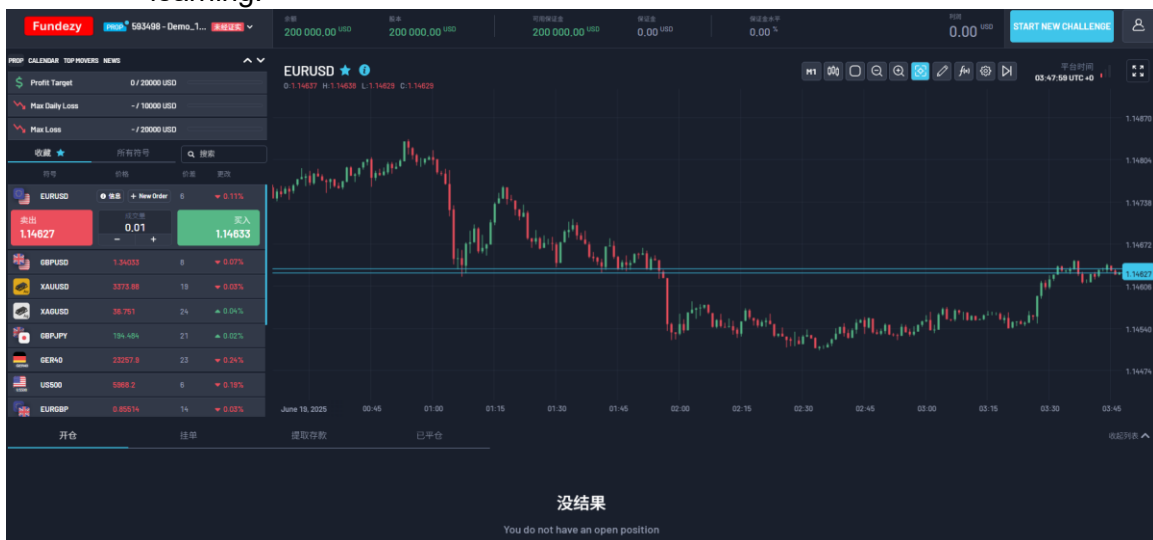 learning.
Fundezy PROP 593498 - Demo_1... 未经证实
余额 200 000,00 USD
版本 200 000,00 USD
可用保证金 200 000,00 USD
保证金 0,00 USD
保证金水平 0,00 %
利润 0.00 USD
START NEW CHALLENGE
PROP CALENDAR TOP MOVERS NEWS
Profit Target 0 / 20000 USD
Max Daily Loss - / 10000 USD
Max Loss - / 20000 USD
收藏 所有符号 搜索
符号 价格 价差 更改
EURUSD 信息 + New Order 6 0.11%
卖出 成交量 买入
1.14627 0.01 1.14633
- +
GBPUSD 1.34033 8 0.07%
XAUUSD 3373.88 19 0.03%
XAGUSD 36.751 24 0.04%
GBPJPY 194.484 21 0.02%
GER40 23257.9 23 0.24%
US500 23 6 0.18%
EURGBP 0.85514 14 0.03%
EURUSD
O:1.14637 H:1.14638 L:1.14629 C:1.14629
M1 f(x)
平台时间
03:47:59 UTC +0
1.14870
1.14804
1.14738
1.14672
1.14627
1.14606
1.14540
1.14474
June 19, 2025 00:45 01:00 01:15 01:30 01:45 02:00 02:15 02:30 02:45 03:00 03:15 03:30 03:45
开仓 挂单 提取存款 已平仓 收起列表
没结果
You do not have an open position